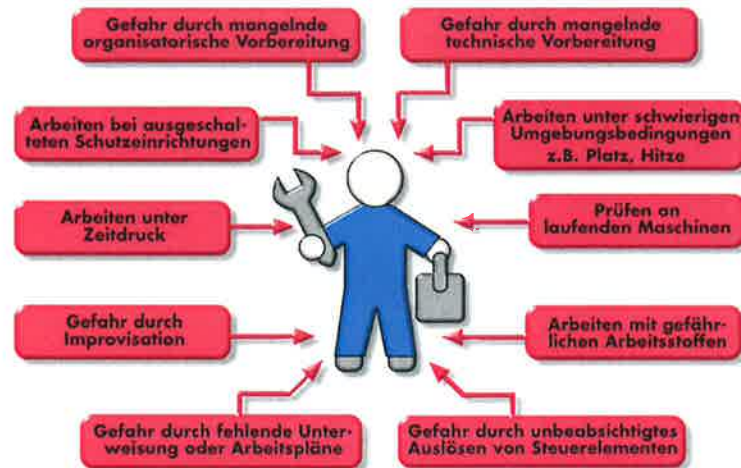 Gefahr durch mangelnde
organisatorische Vorbereitung
Gefahr durch mangelnde
technische Vorbereitung
Arbeiten bei ausgeschal-
teten Schutzeinrichtungen
Arbeiten unter schwierigen
Umgebungsbedingungen
z.B. Platz, Hitze
Arbeiten unter
Zeitdruck
Prüfen an
laufenden Maschinen
Gefahr durch
Improvisation
Arbeiten mit gefähr-
lichen Arbeitsstoffen
Gefahr durch fehlende Unter-
weisung oder Arbeitspläne
Gefahr durch unbeabsichtigtes
Auslösen von Steuerelementen